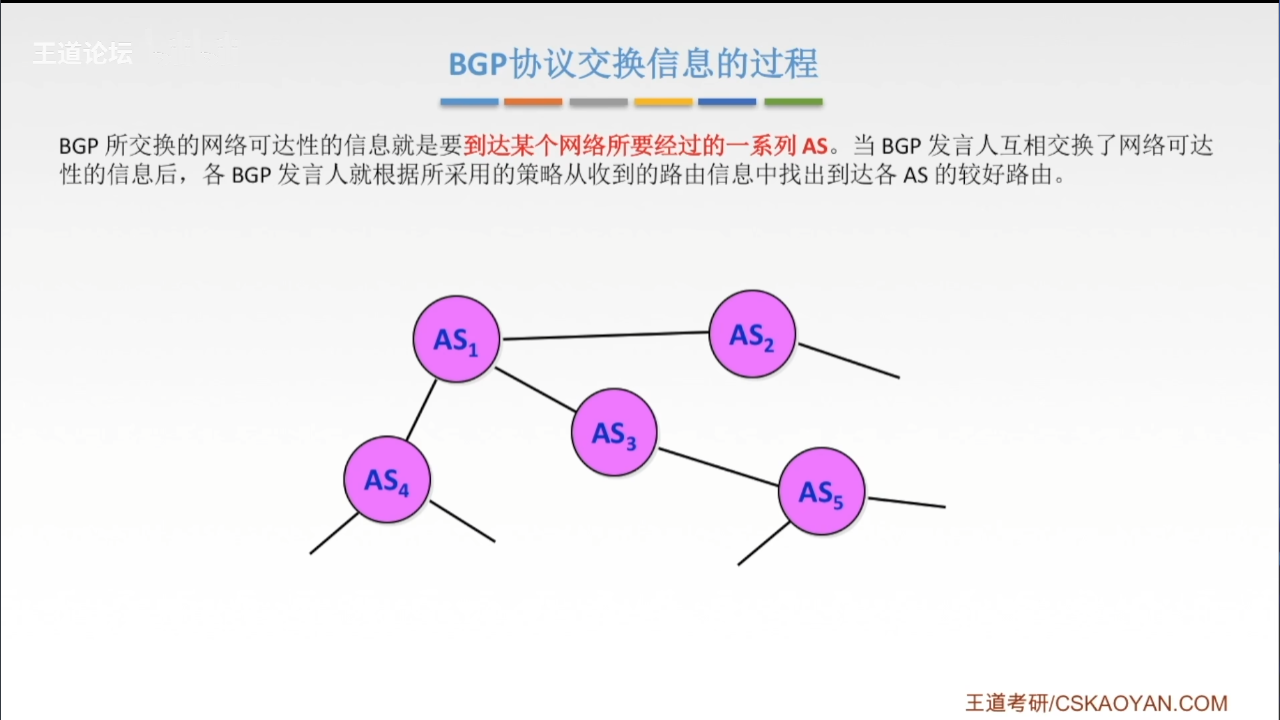 王道论坛
BGP协议交换信息的过程
BGP 所交换的网络可达性的信息就是要到达某个网络所要经过的一系列 AS。当 BGP 发言人互相交换了网络可达
性的信息后，各 BGP 发言人就根据所采用的策略从收到的路由信息中找出到达各 AS 的较好路由。
AS1
AS2
AS3
AS4
AS5
王道考研/CSKAOYAN.COM